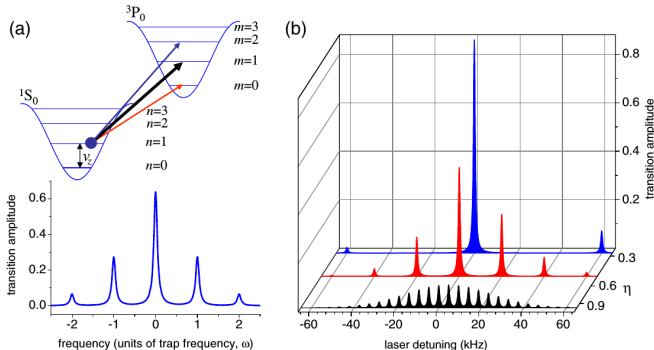 (a)
³P₀
m=3
m=2
m=1
m=0
¹S₀
n=3
n=2
n=1
n=0
ν_z
transition amplitude
0.6
0.4
0.2
0.0
-2 -1 0 1 2
frequency (units of trap frequency, ω)
(b)
0.8
0.6
0.4
0.2
transition amplitude
0.3
0.6
0.9
η
-60 -40 -20 0 20 40 60
laser detuning (kHz)